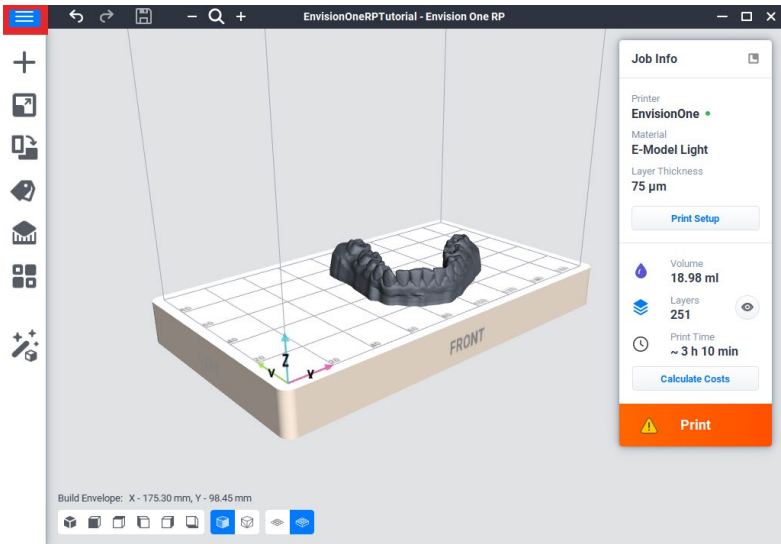 EnvisionOneRPTutorial - Envision One RP
Job Info
Printer
EnvisionOne
Material
E-Model Light
Layer Thickness
75 µm
Print Setup
Volume
18.98 ml
Layers
251
Print Time
~ 3 h 10 min
Calculate Costs
Print
FRONT
Z
Y
Build Envelope: X - 175.30 mm, Y - 98.45 mm